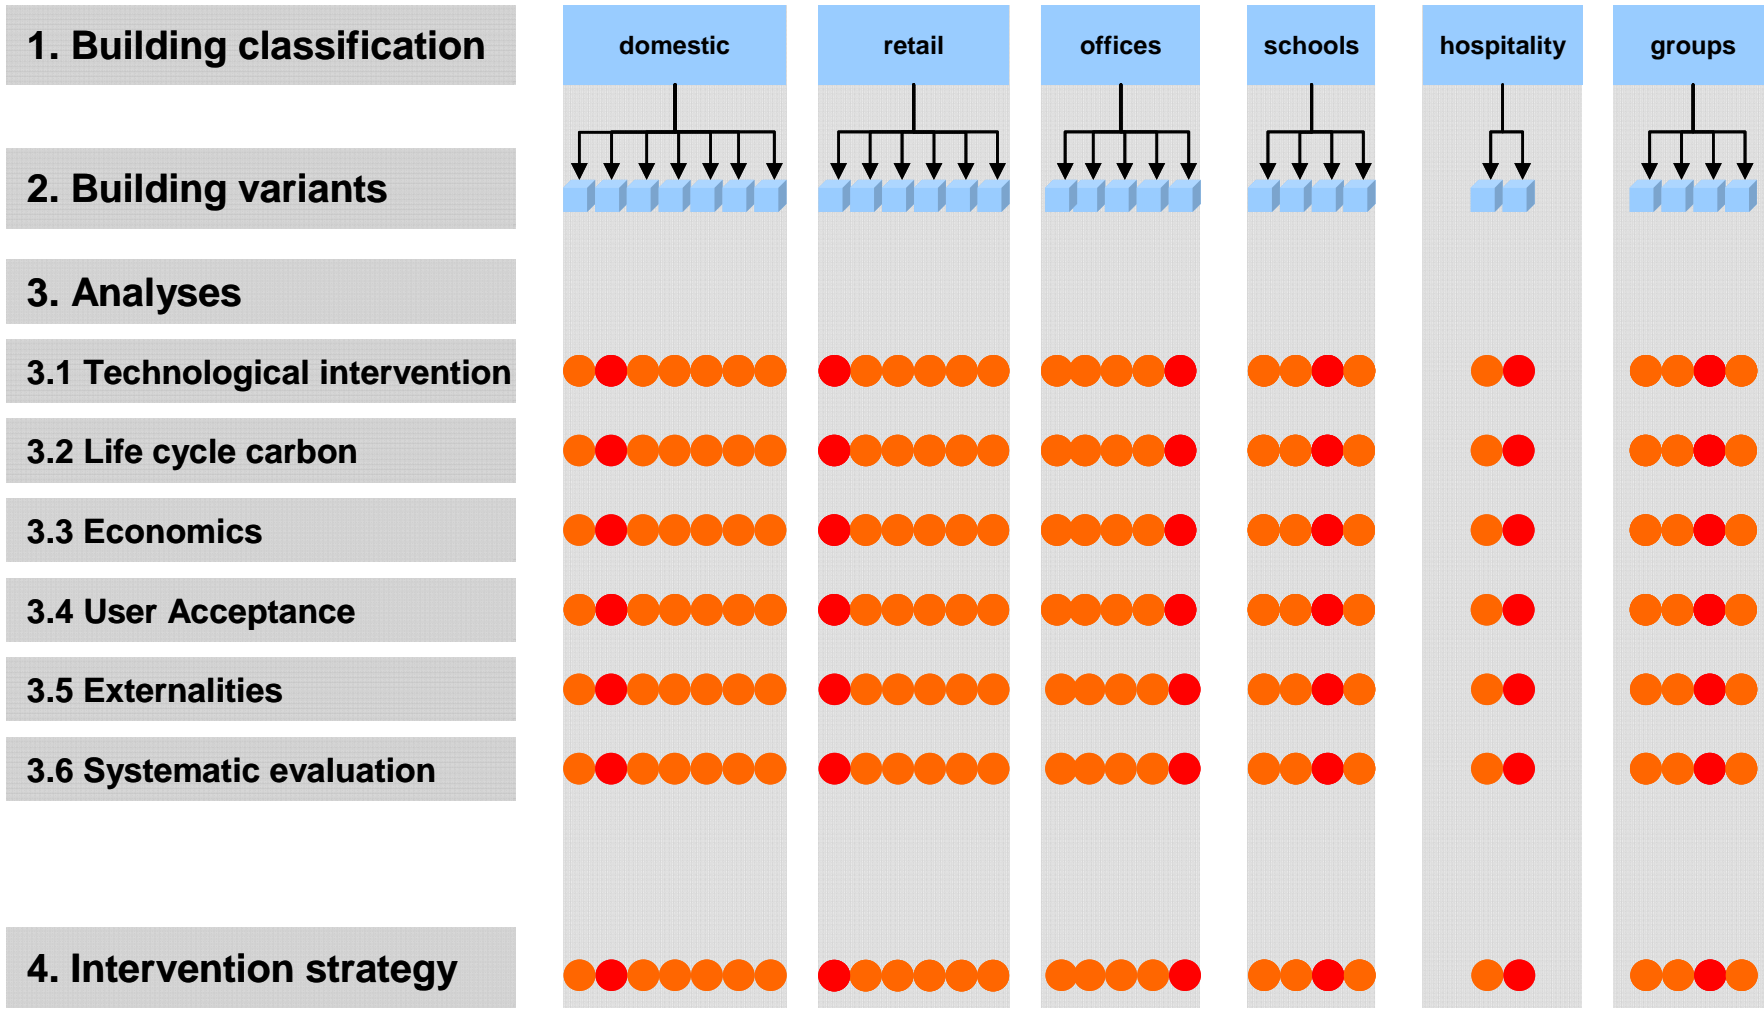 1. Building classification
domestic
retail
offices
schools
hospitality
groups
2. Building variants
3. Analyses
3.1 Technological intervention
3.2 Life cycle carbon
3.3 Economics
3.4 User Acceptance
3.5 Externalities
3.6 Systematic evaluation
4. Intervention strategy